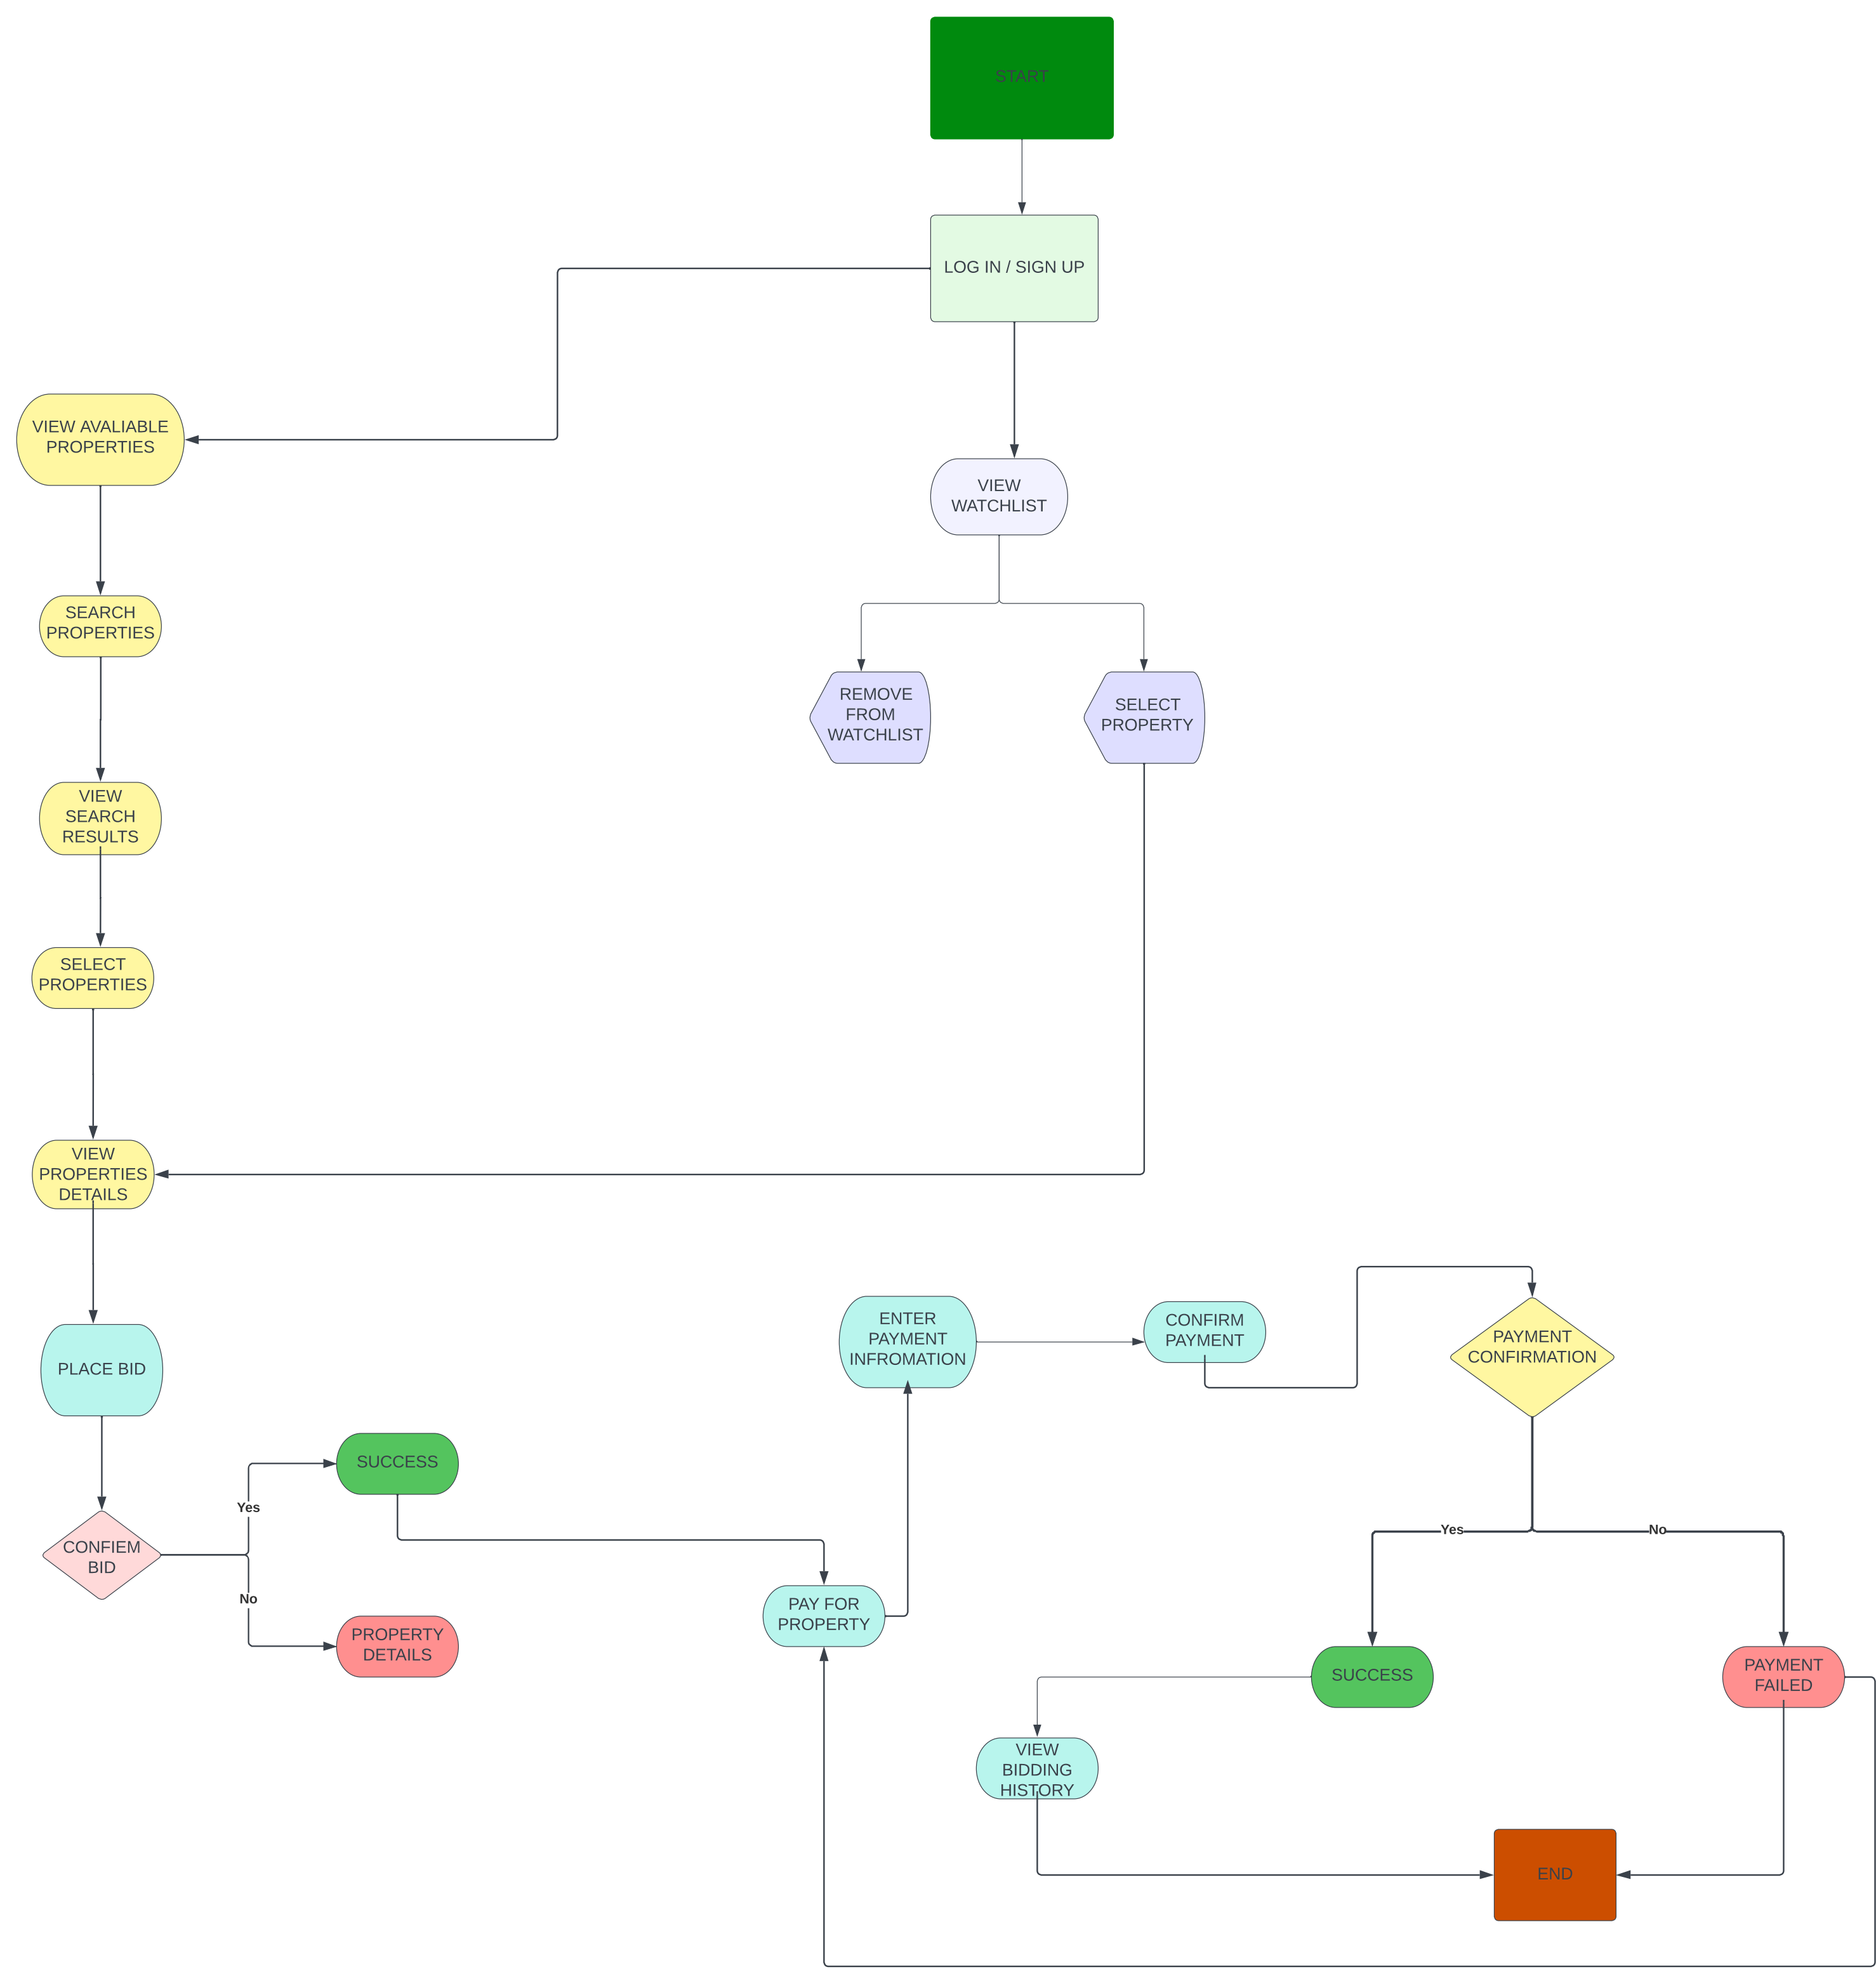 START
LOG IN / SIGN UP
VIEW AVALIABLE
PROPERTIES
VIEW
WATCHLIST
SEARCH
PROPERTIES
REMOVE
FROM
WATCHLIST
SELECT
PROPERTY
VIEW
SEARCH
RESULTS
SELECT
PROPERTIES
VIEW
PROPERTIES
DETAILS
PLACE BID
ENTER
PAYMENT
INFROMATION
CONFIRM
PAYMENT
PAYMENT
CONFIRMATION
SUCCESS
Yes
CONFIEM
BID
No
PROPERTY
DETAILS
PAY FOR
PROPERTY
Yes
No
SUCCESS
PAYMENT
FAILED
VIEW
BIDDING
HISTORY
END